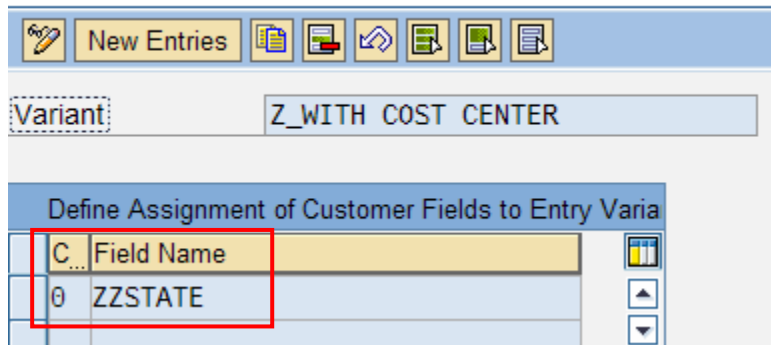 New Entries
Variant: Z_WITH COST CENTER
Define Assignment of Customer Fields to Entry Varia
C... Field Name
0 ZZSTATE